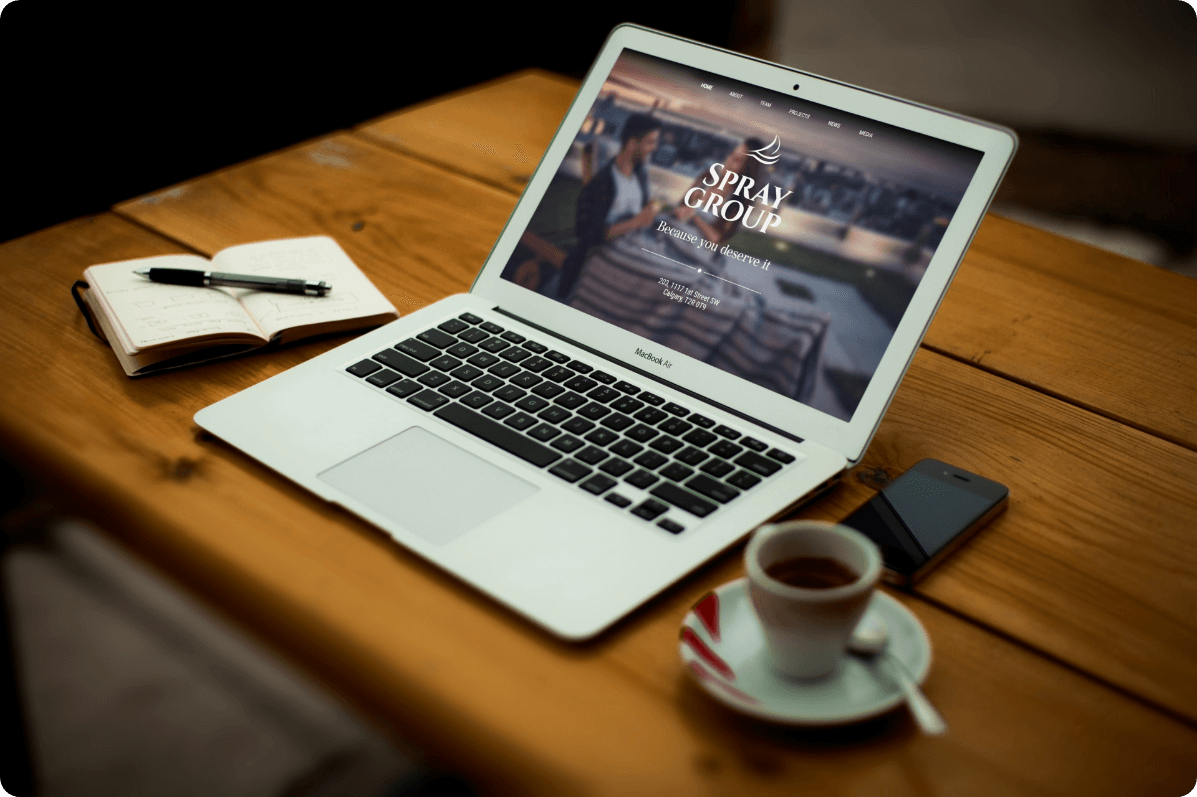 HOME ABOUT TEAM PROJECTS NEWS MEDIA
SPRAY
GROUP
Because you deserve it
203, 1117 1st Street SW
Calgary, T2R 0T9
MacBook Air